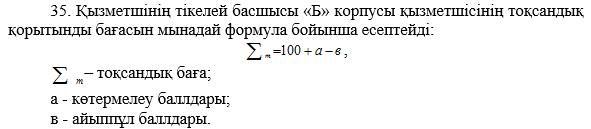 35. Қызметшінің тікелей басшысы «Б» корпусы қызметшісінің тоқсандық
қорытынды бағасын мынадай формула бойынша есептейді:
∑ т =100 + а – в ,
∑ т – тоқсандық баға;
а - көтермелеу баллдары;
в - айыппұл баллдары.